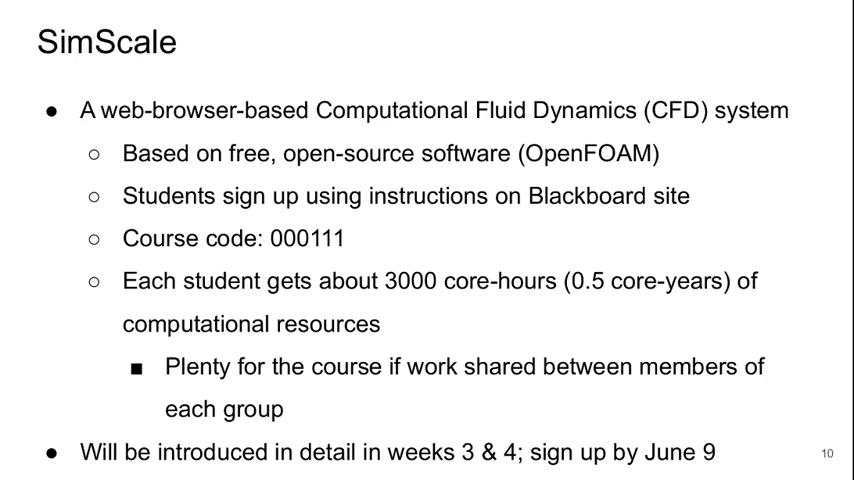 SimScale
● A web-browser-based Computational Fluid Dynamics (CFD) system
○ Based on free, open-source software (OpenFOAM)
○ Students sign up using instructions on Blackboard site
○ Course code: 000111
○ Each student gets about 3000 core-hours (0.5 core-years) of
computational resources
■ Plenty for the course if work shared between members of
each group
● Will be introduced in detail in weeks 3 & 4; sign up by June 9
10